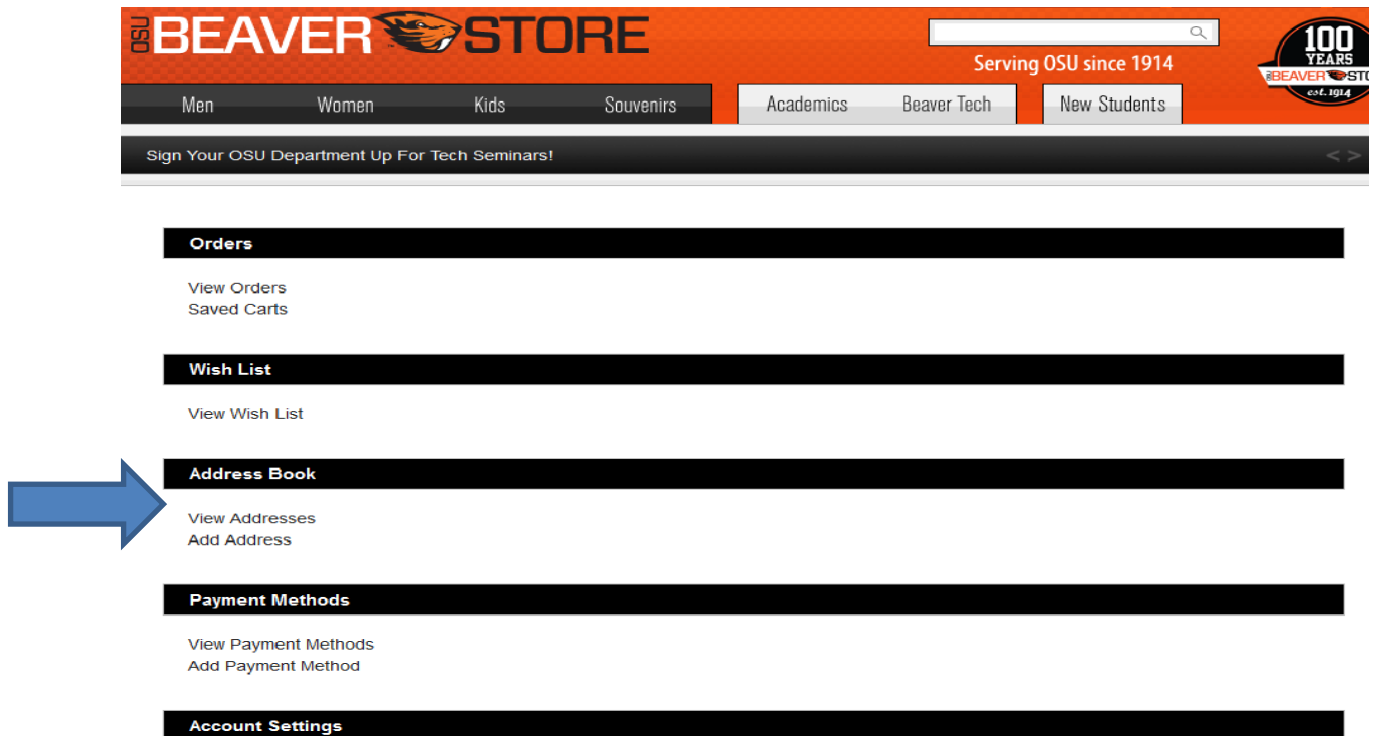 OSU BEAVER STORE
Serving OSU since 1914
100
YEARS
BEAVER STO
est. 1914
Men Women Kids Souvenirs Academics Beaver Tech New Students
Sign Your OSU Department Up For Tech Seminars! < >
Orders
View Orders
Saved Carts
Wish List
View Wish List
Address Book
View Addresses
Add Address
Payment Methods
View Payment Methods
Add Payment Method
Account Settings